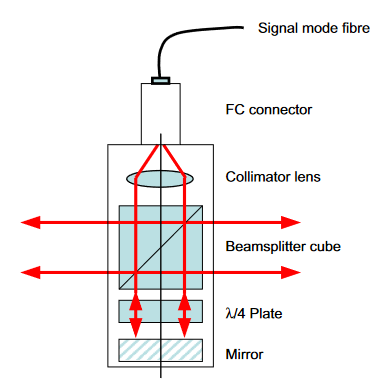 Signal mode fibre
FC connector
Collimator lens
Beamsplitter cube
λ/4 Plate
Mirror